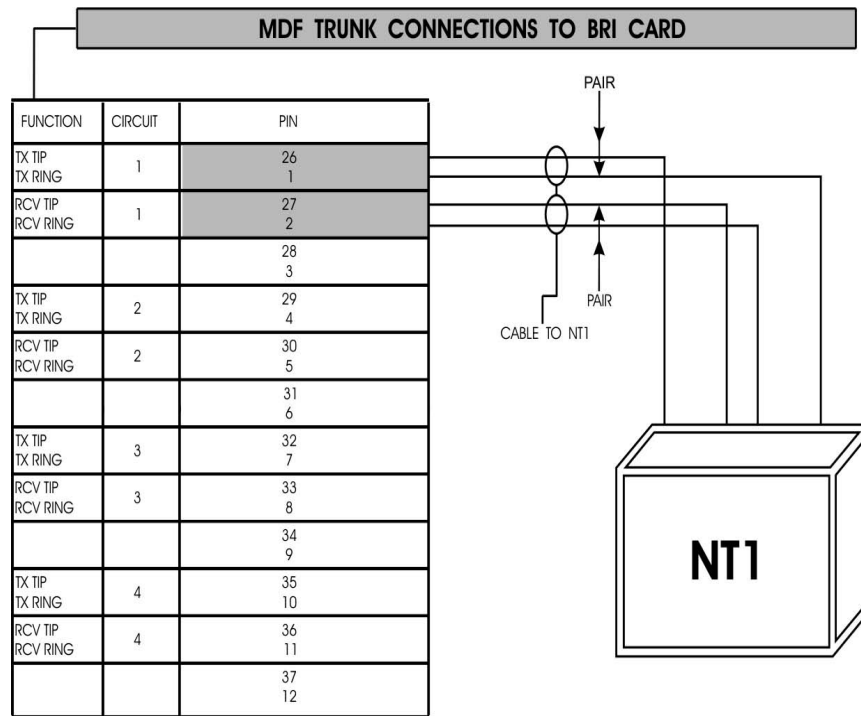 MDF TRUNK CONNECTIONS TO BRI CARD
FUNCTION CIRCUIT PIN
TX TIP
TX RING
1
26
1
RCV TIP
RCV RING
1
27
2
28
3
TX TIP
TX RING
2
29
4
RCV TIP
RCV RING
2
30
5
31
6
TX TIP
TX RING
3
32
7
RCV TIP
RCV RING
3
33
8
34
9
TX TIP
TX RING
4
35
10
RCV TIP
RCV RING
4
36
11
37
12
PAIR
PAIR
CABLE TO NT1
NT1